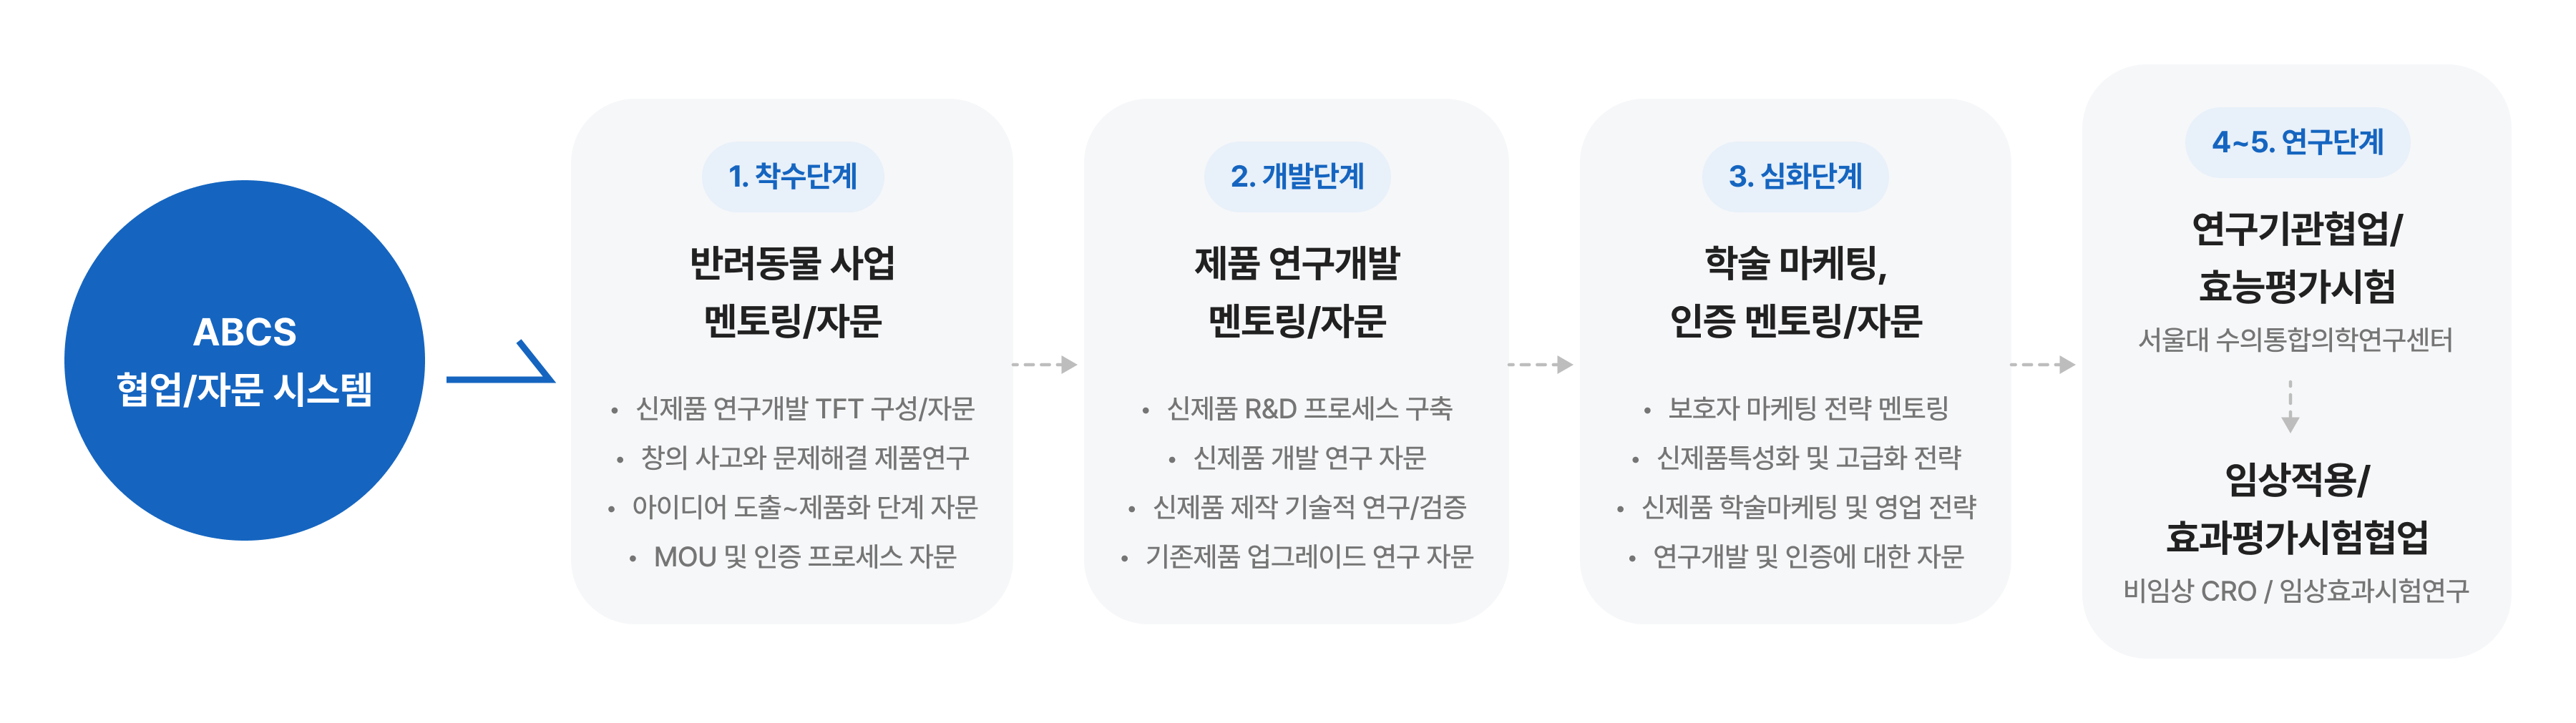 ABCS
협업/자문 시스템
1. 착수단계
반려동물 사업
멘토링/자문
• 신제품 연구개발 TFT 구성/자문
• 창의 사고와 문제해결 제품연구
• 아이디어 도출~제품화 단계 자문
• MOU 및 인증 프로세스 자문
2. 개발단계
제품 연구개발
멘토링/자문
• 신제품 R&D 프로세스 구축
• 신제품 개발 연구 자문
• 신제품 제작 기술적 연구/검증
• 기존제품 업그레이드 연구 자문
3. 심화단계
학술 마케팅,
인증 멘토링/자문
• 보호자 마케팅 전략 멘토링
• 신제품특성화 및 고급화 전략
• 신제품 학술마케팅 및 영업 전략
• 연구개발 및 인증에 대한 자문
4~5. 연구단계
연구기관협업/
효능평가시험
서울대 수의통합의학연구센터
임상적용/
효과평가시험협업
비임상 CRO / 임상효과시험연구